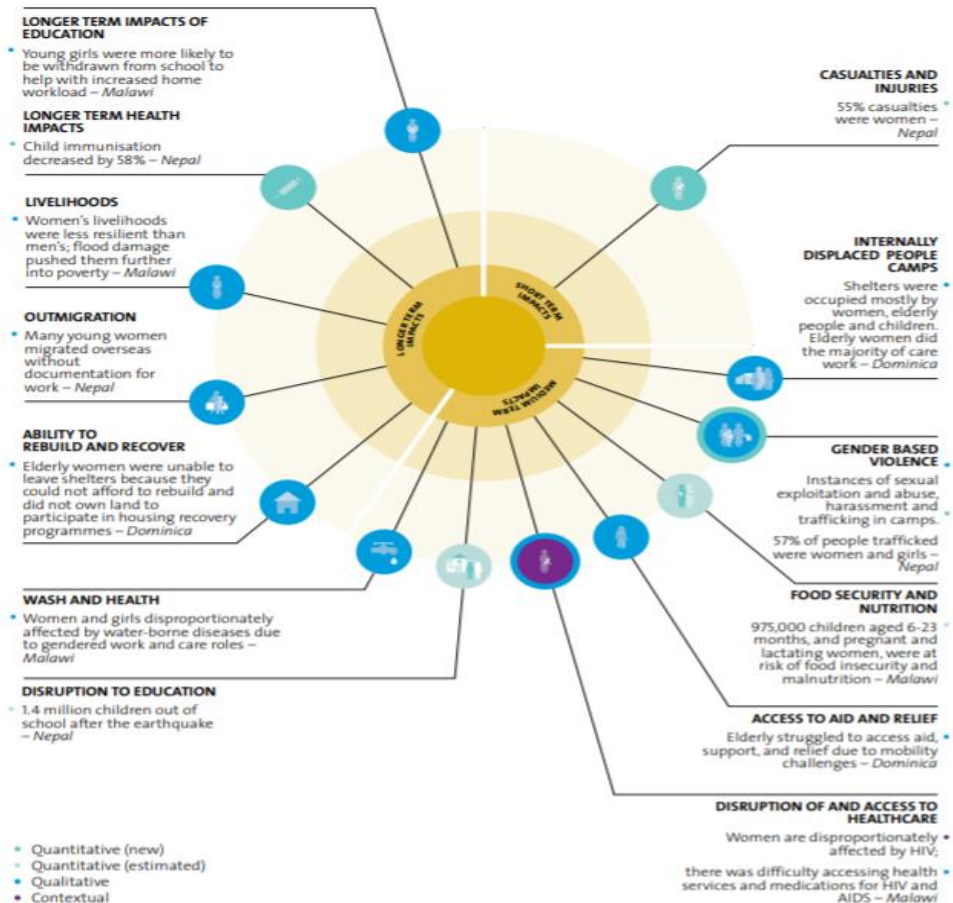 LONGER TERM IMPACTS OF
EDUCATION
Young girls were more likely to
be withdrawn from school to
help with increased home
workload – Malawi
LONGER TERM HEALTH
IMPACTS
Child immunisation
decreased by 58% – Nepal
LIVELIHOODS
Women's livelihoods
were less resilient than
men's; flood damage
pushed them further
into poverty – Malawi
OUTMIGRATION
Many young women
migrated overseas
without
documentation for
work – Nepal
ABILITY TO
REBUILD AND RECOVER
Elderly women were unable to
leave shelters because they
could not afford to rebuild and
did not own land to
participate in housing recovery
programmes – Dominica
WASH AND HEALTH
Women and girls disproportionately
affected by water-borne diseases due
to gendered work and care roles –
Malawi
DISRUPTION TO EDUCATION
1.4 million children out of
school after the earthquake
– Nepal
LONGER TERM
IMPACTS
SHORT TERM
IMPACTS
MEDIUM TERM
IMPACTS
CASUALTIES AND
INJURIES
55% casualties
were women –
Nepal
INTERNALLY
DISPLACED PEOPLE
CAMPS
Shelters were
occupied mostly by
women, elderly
people and children.
Elderly women did
the majority of care
work – Dominica
GENDER BASED
VIOLENCE
Instances of sexual
exploitation and abuse,
harassment and
trafficking in camps.
57% of people trafficked
were women and girls –
Nepal
FOOD SECURITY AND
NUTRITION
975,000 children aged 6-23
months, and pregnant and
lactating women, were at
risk of food insecurity and
malnutrition – Malawi
ACCESS TO AID AND RELIEF
Elderly struggled to access aid,
support, and relief due to mobility
challenges – Dominica
DISRUPTION OF AND ACCESS TO
HEALTHCARE
Women are disproportionately
affected by HIV;
there was difficulty accessing health
services and medications for HIV and
AIDS – Malawi
Quantitative (new)
Quantitative (estimated)
Qualitative
Contextual